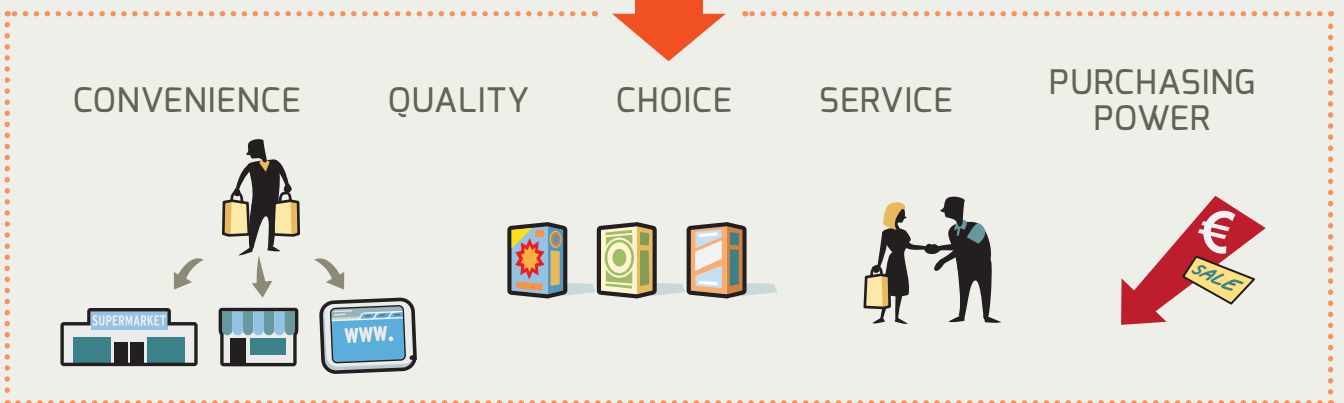 CONVENIENCE
QUALITY
CHOICE
SERVICE
PURCHASING
POWER
SUPERMARKET
www.
€
SALE